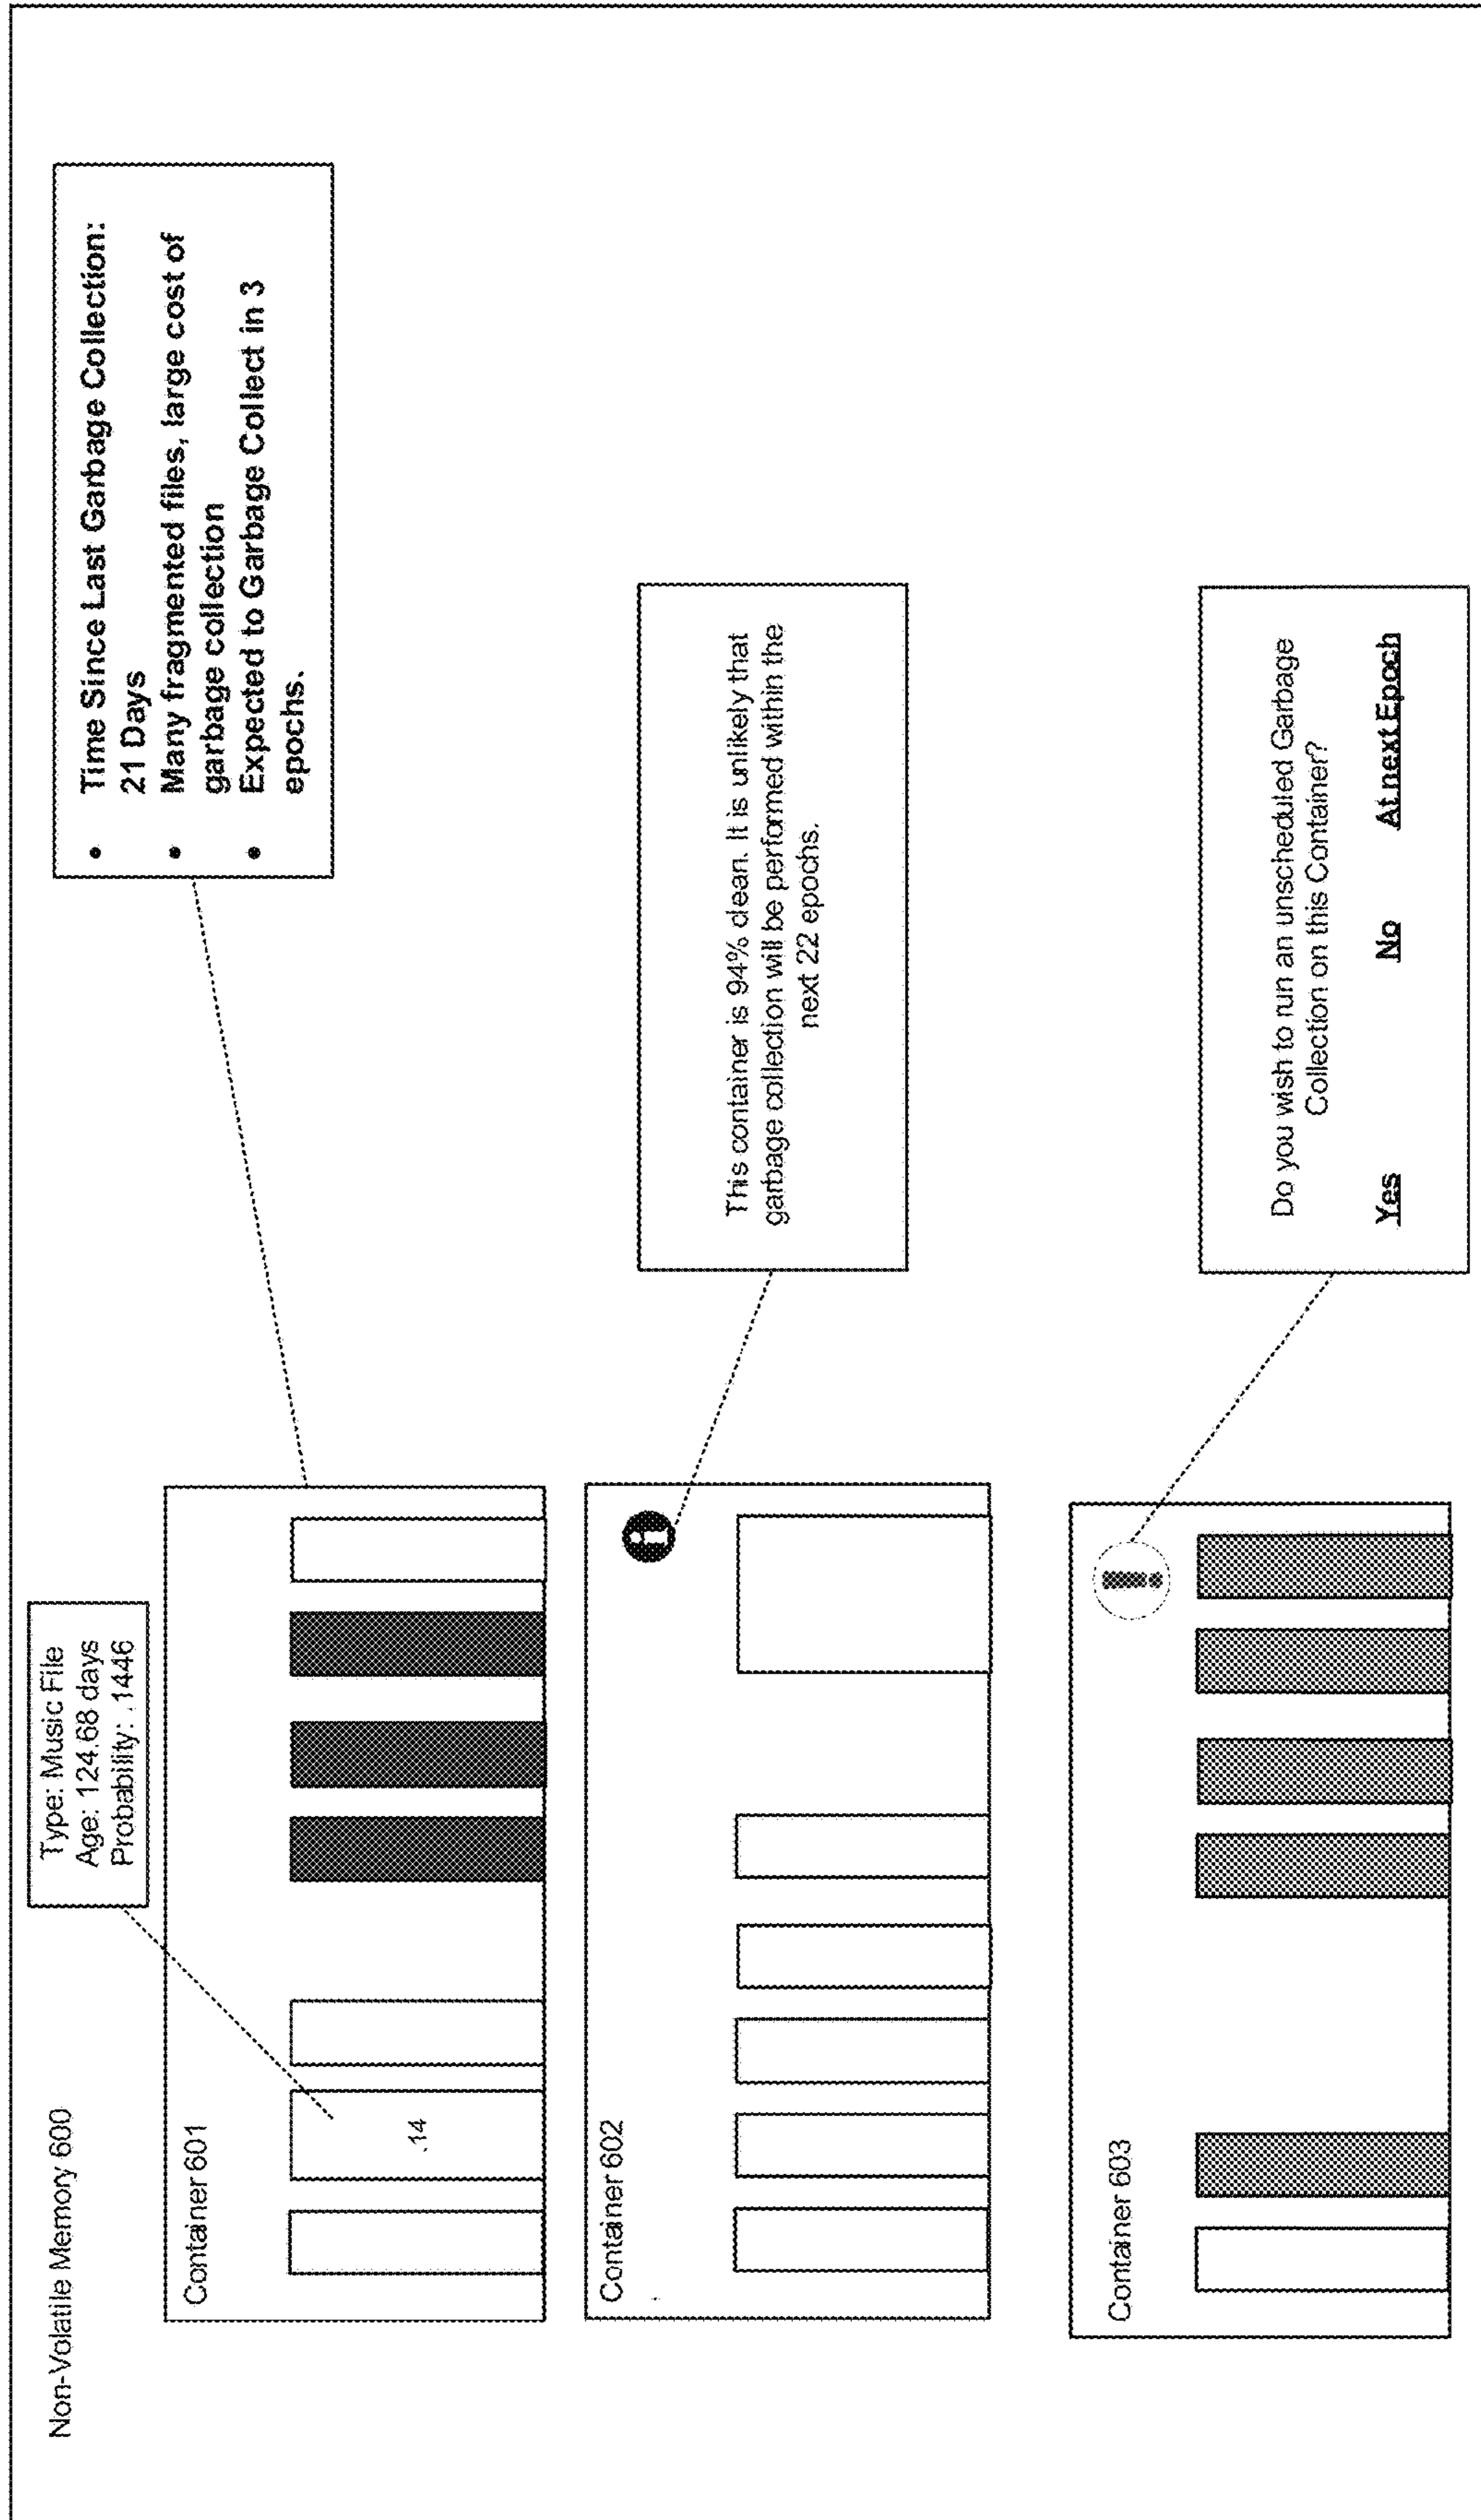 Non-Volatile Memory 600
Type: Music File
Age: 124.68 days
Probability: .1446
Container 601
.14
• Time Since Last Garbage Collection:
21 Days
• Many fragmented files, large cost of
garbage collection
• Expected to Garbage Collect in 3
epochs.
Container 602
i
This container is 94% clean. It is unlikely that
garbage collection will be performed within the
next 22 epochs.
Container 603
!
Do you wish to run an unscheduled Garbage
Collection on this Container?
Yes No At next Epoch